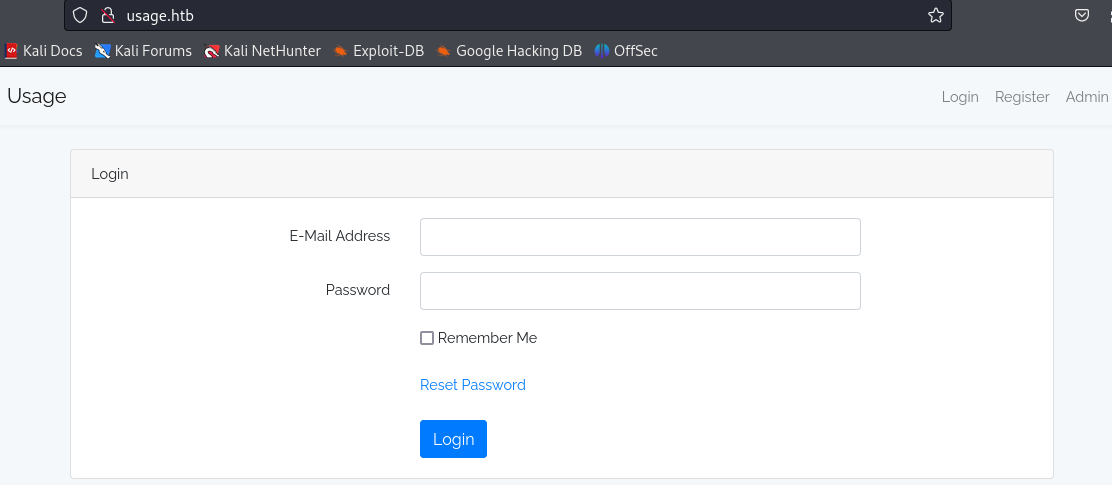 usage.htb
Kali Docs Kali Forums Kali NetHunter Exploit-DB Google Hacking DB OffSec
Usage Login Register Admin
Login
E-Mail Address
Password
Remember Me
Reset Password
Login